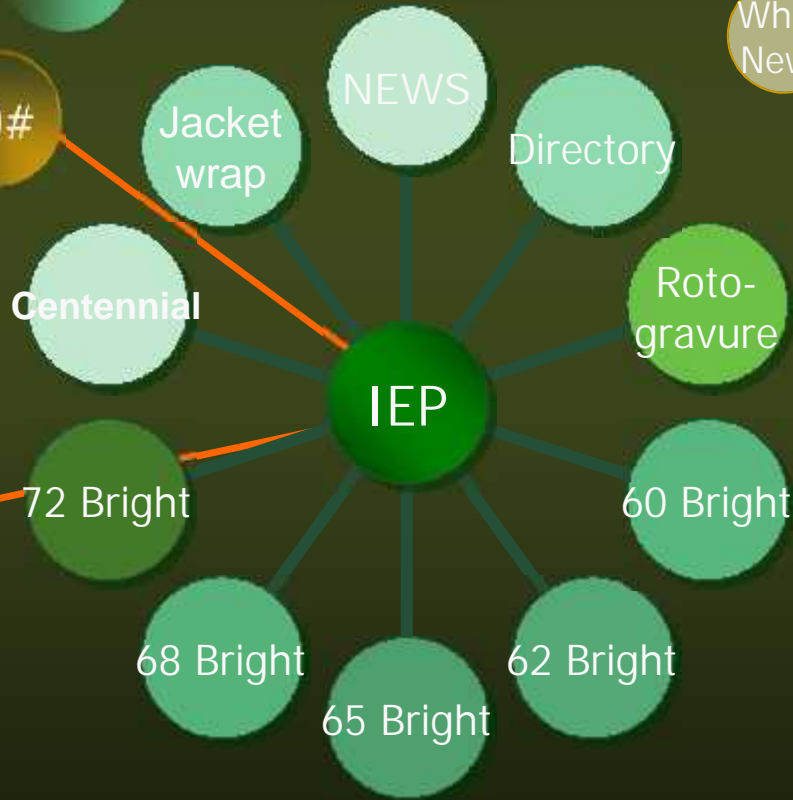 NEWS
Jacket
wrap
Directory
#
Centennial
Roto-
gravure
IEP
72 Bright
60 Bright
68 Bright
62 Bright
65 Bright